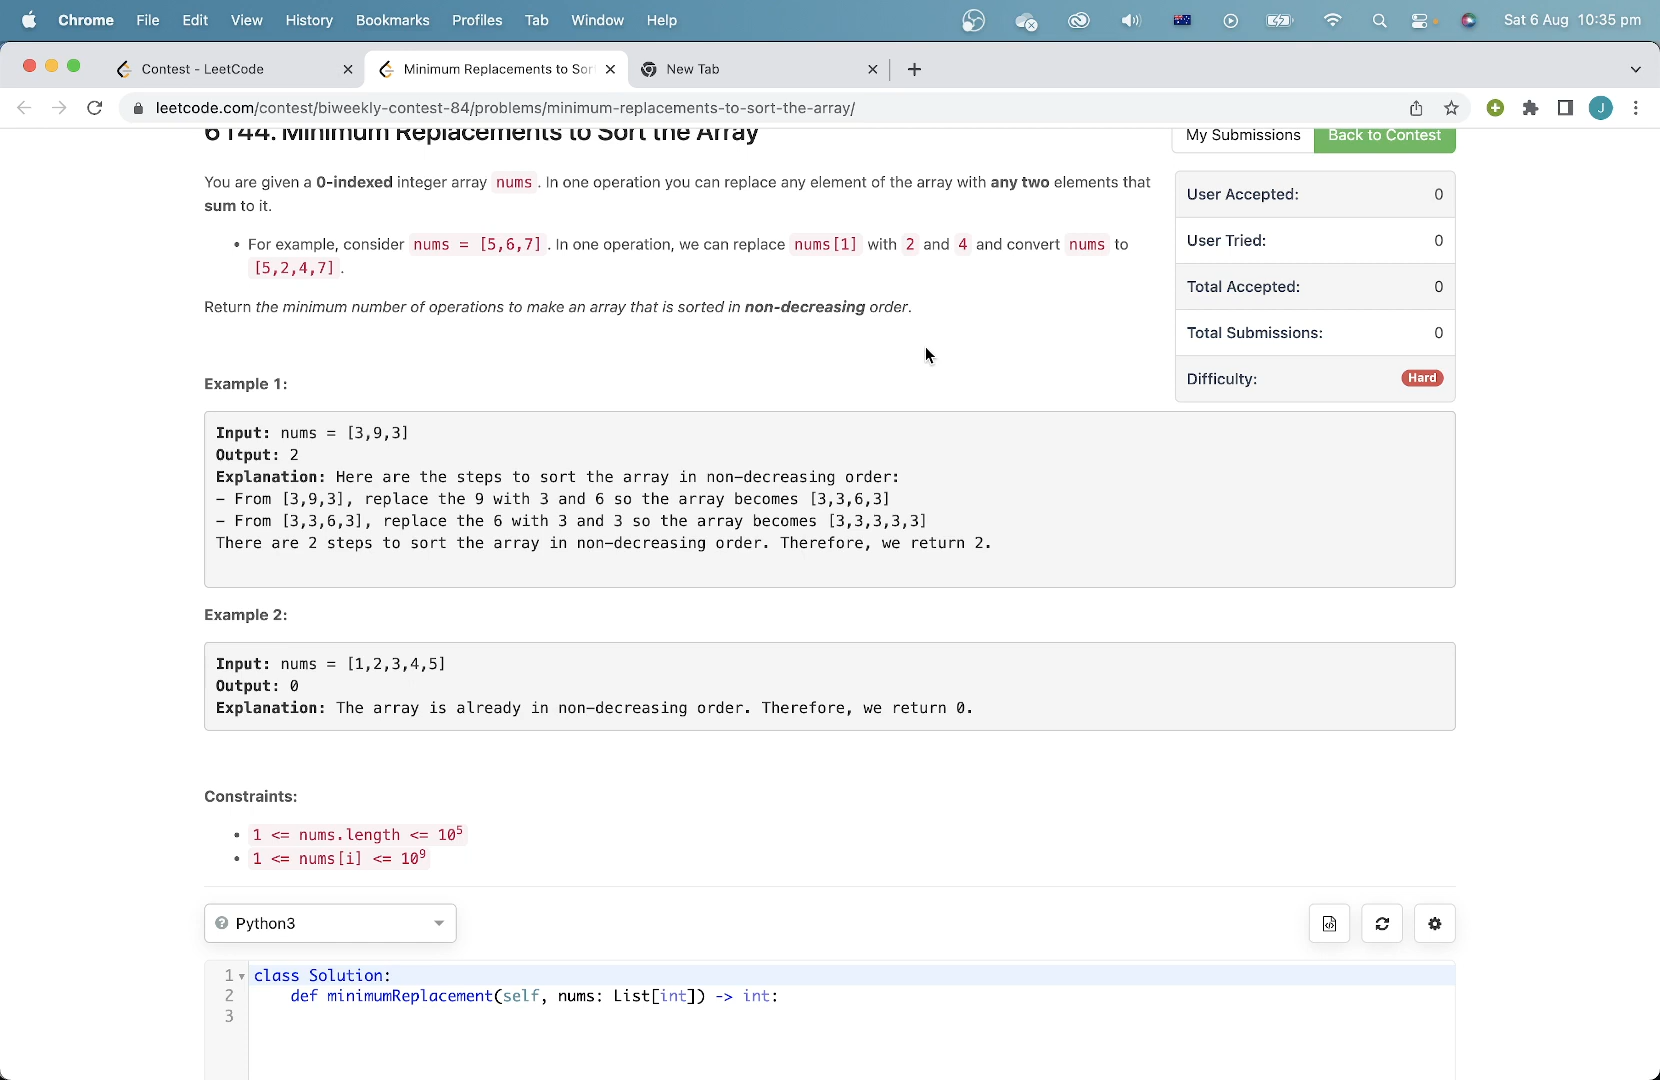 Chrome File Edit View History Bookmarks Profiles Tab Window Help Sat 6 Aug 10:35 pm
Contest - LeetCode Minimum Replacements to Sor New Tab
leetcode.com/contest/biweekly-contest-84/problems/minimum-replacements-to-sort-the-array/ J
6144. Minimum Replacements to Sort the Array My Submissions Back to Contest
You are given a 0-indexed integer array nums. In one operation you can replace any element of the array with any two elements that
sum to it.
• For example, consider nums = [5,6,7]. In one operation, we can replace nums[1] with 2 and 4 and convert nums to
[5,2,4,7].
Return the minimum number of operations to make an array that is sorted in non-decreasing order.
User Accepted: 0
User Tried: 0
Total Accepted: 0
Total Submissions: 0
Difficulty: Hard
Example 1:
Input: nums = [3,9,3]
Output: 2
Explanation: Here are the steps to sort the array in non-decreasing order:
- From [3,9,3], replace the 9 with 3 and 6 so the array becomes [3,3,6,3]
- From [3,3,6,3], replace the 6 with 3 and 3 so the array becomes [3,3,3,3,3]
There are 2 steps to sort the array in non-decreasing order. Therefore, we return 2.
Example 2:
Input: nums = [1,2,3,4,5]
Output: 0
Explanation: The array is already in non-decreasing order. Therefore, we return 0.
Constraints:
• 1 <= nums.length <= 10⁵
• 1 <= nums[i] <= 10⁹
Python3
1 class Solution:
2     def minimumReplacement(self, nums: List[int]) -> int:
3